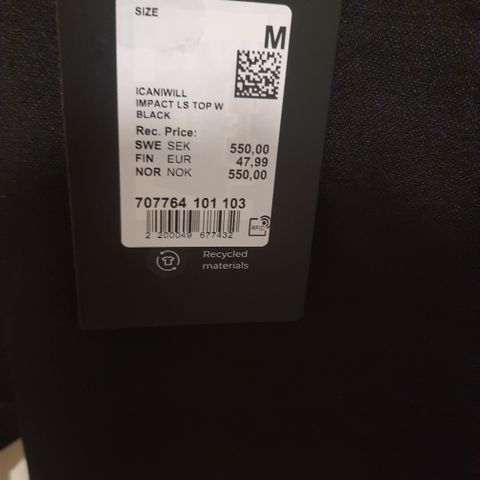 SIZE
M
ICANIWILL
IMPACT LS TOP W
BLACK
Rec. Price:
SWE SEK 550,00
FIN EUR 47,99
NOR NOK 550,00
707764 101 103
2 200049 677432
RFID
Recycled
materials